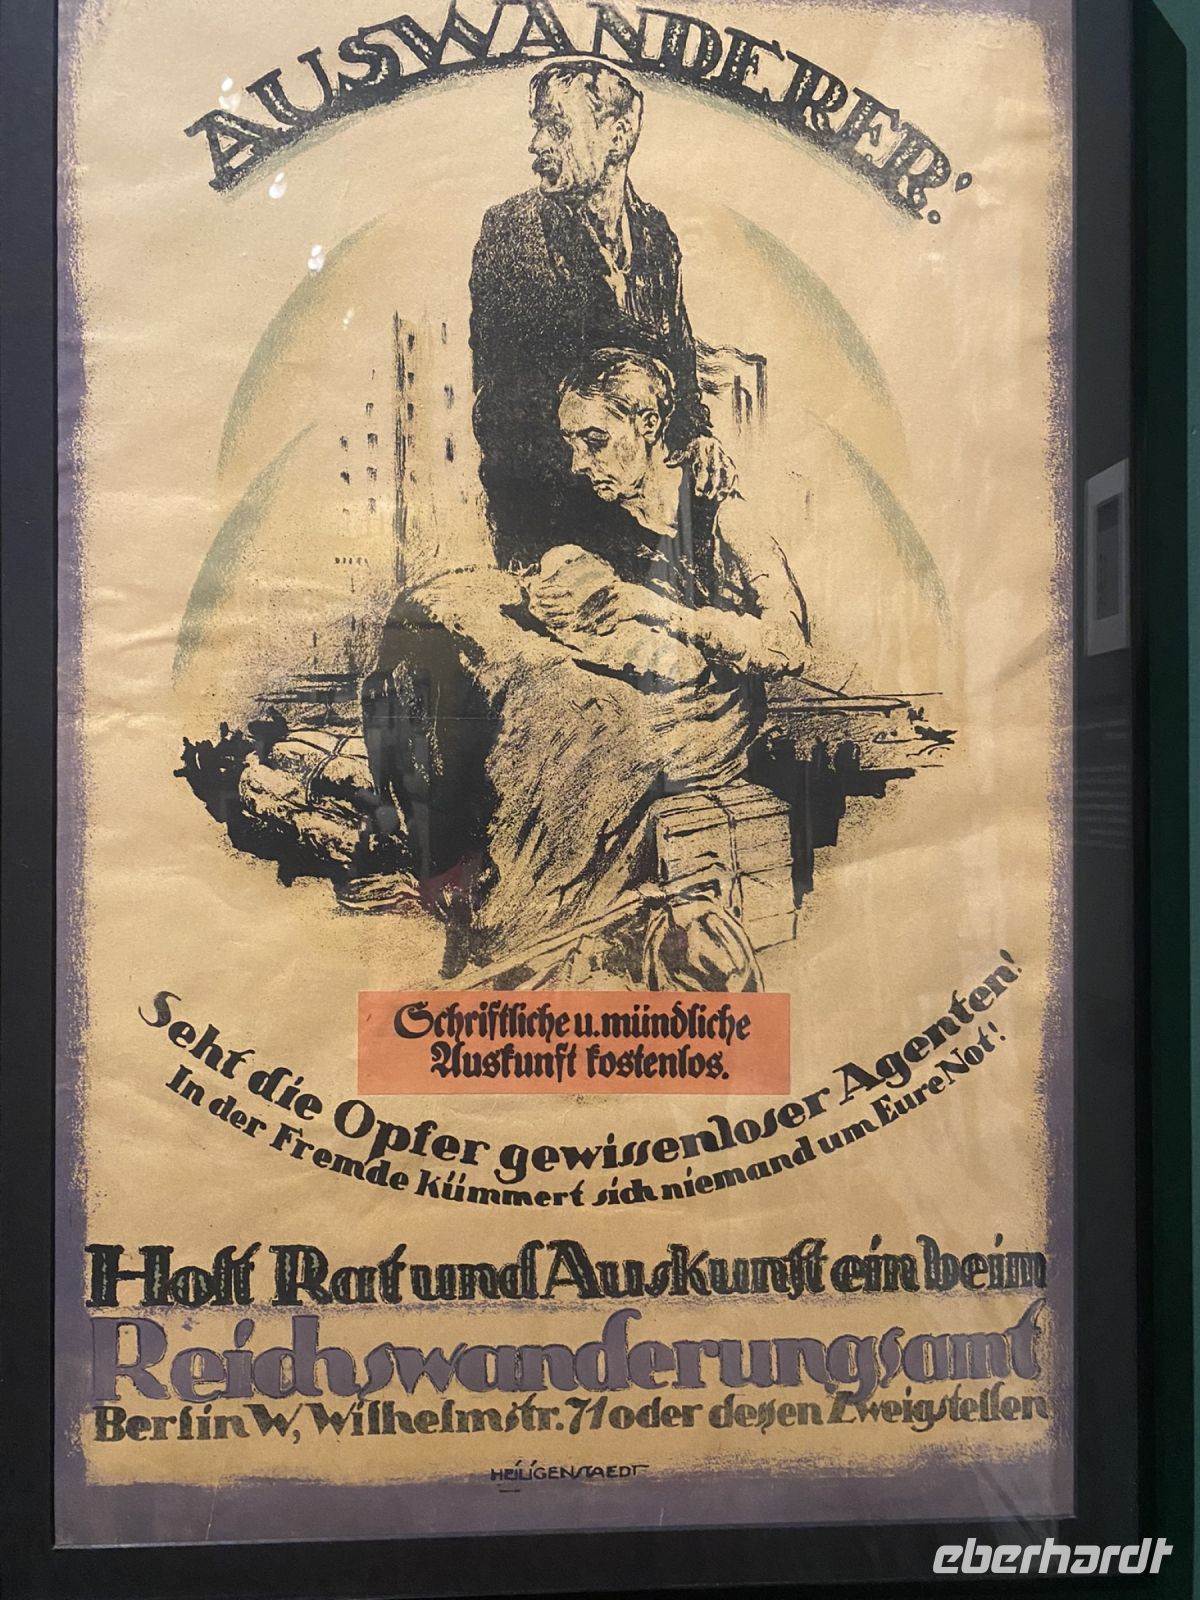 AUSWANDERER!
Schriftliche u. mündliche
Auskunft kostenlos.
Seht die Opfer gewissenloser Agenten!
In der Fremde kümmert sich niemand um Eure Not!
Holt Rat und Auskunft ein beim
Reichswanderungsamt
Berlin W, Wilhelmstr. 71 oder dessen Zweigstellen
HEILIGENSTAEDT
eberhardt